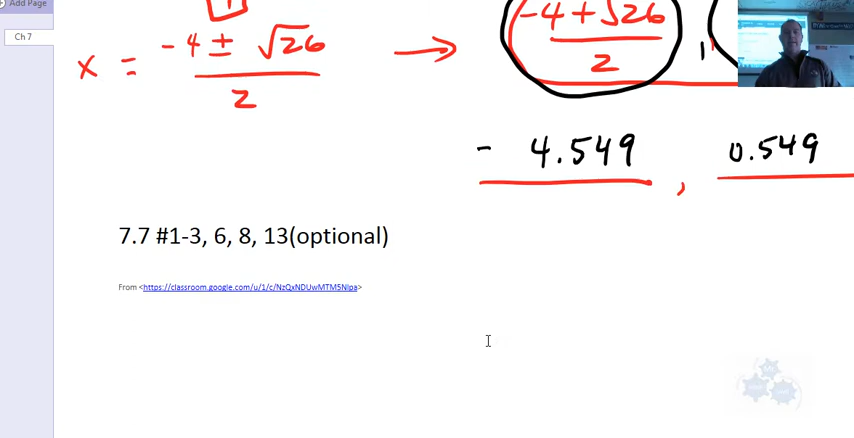 Add Page
Ch 7
x = -4 ± √26 / 2 → -4 + √26 / 2 ,
- 4.549 , 0.549
7.7 #1-3, 6, 8, 13(optional)
From <https://classroom.google.com/u/1/c/NzQxNDUwMTM5Nlpa>